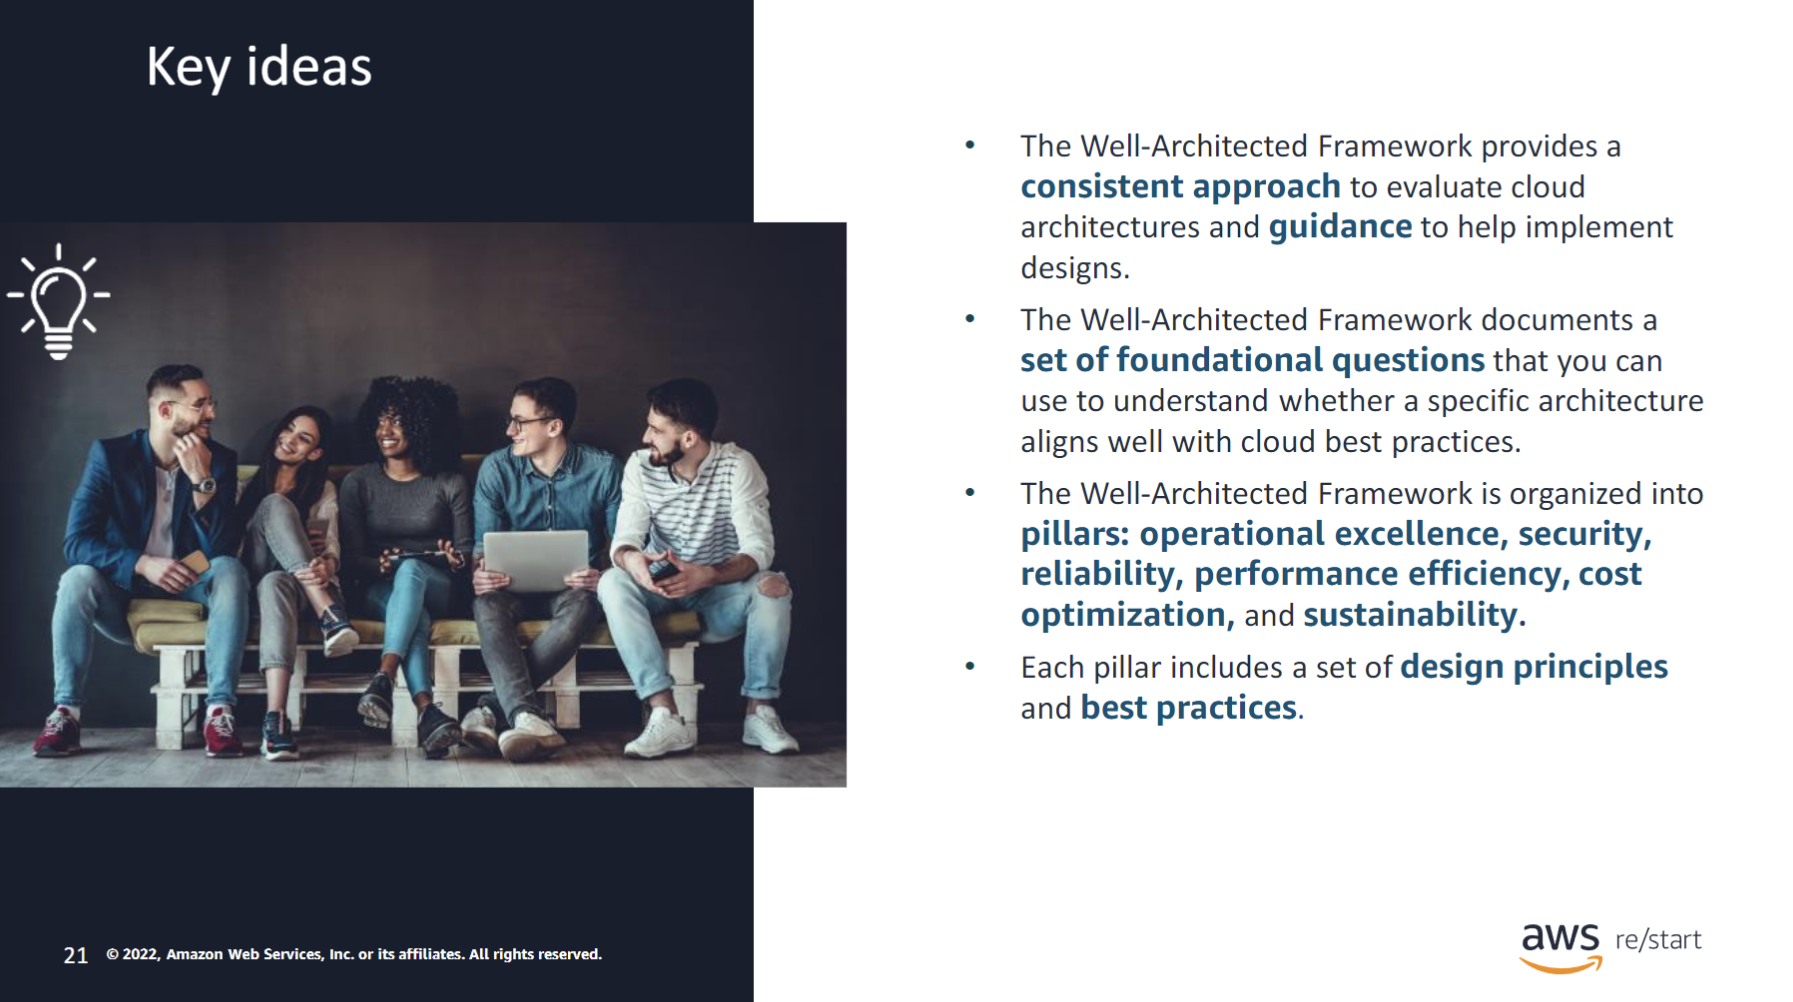 Key ideas
• The Well-Architected Framework provides a
consistent approach to evaluate cloud
architectures and guidance to help implement
designs.
• The Well-Architected Framework documents a
set of foundational questions that you can
use to understand whether a specific architecture
aligns well with cloud best practices.
• The Well-Architected Framework is organized into
pillars: operational excellence, security,
reliability, performance efficiency, cost
optimization, and sustainability.
• Each pillar includes a set of design principles
and best practices.
21 © 2022, Amazon Web Services, Inc. or its affiliates. All rights reserved.
aws re/start